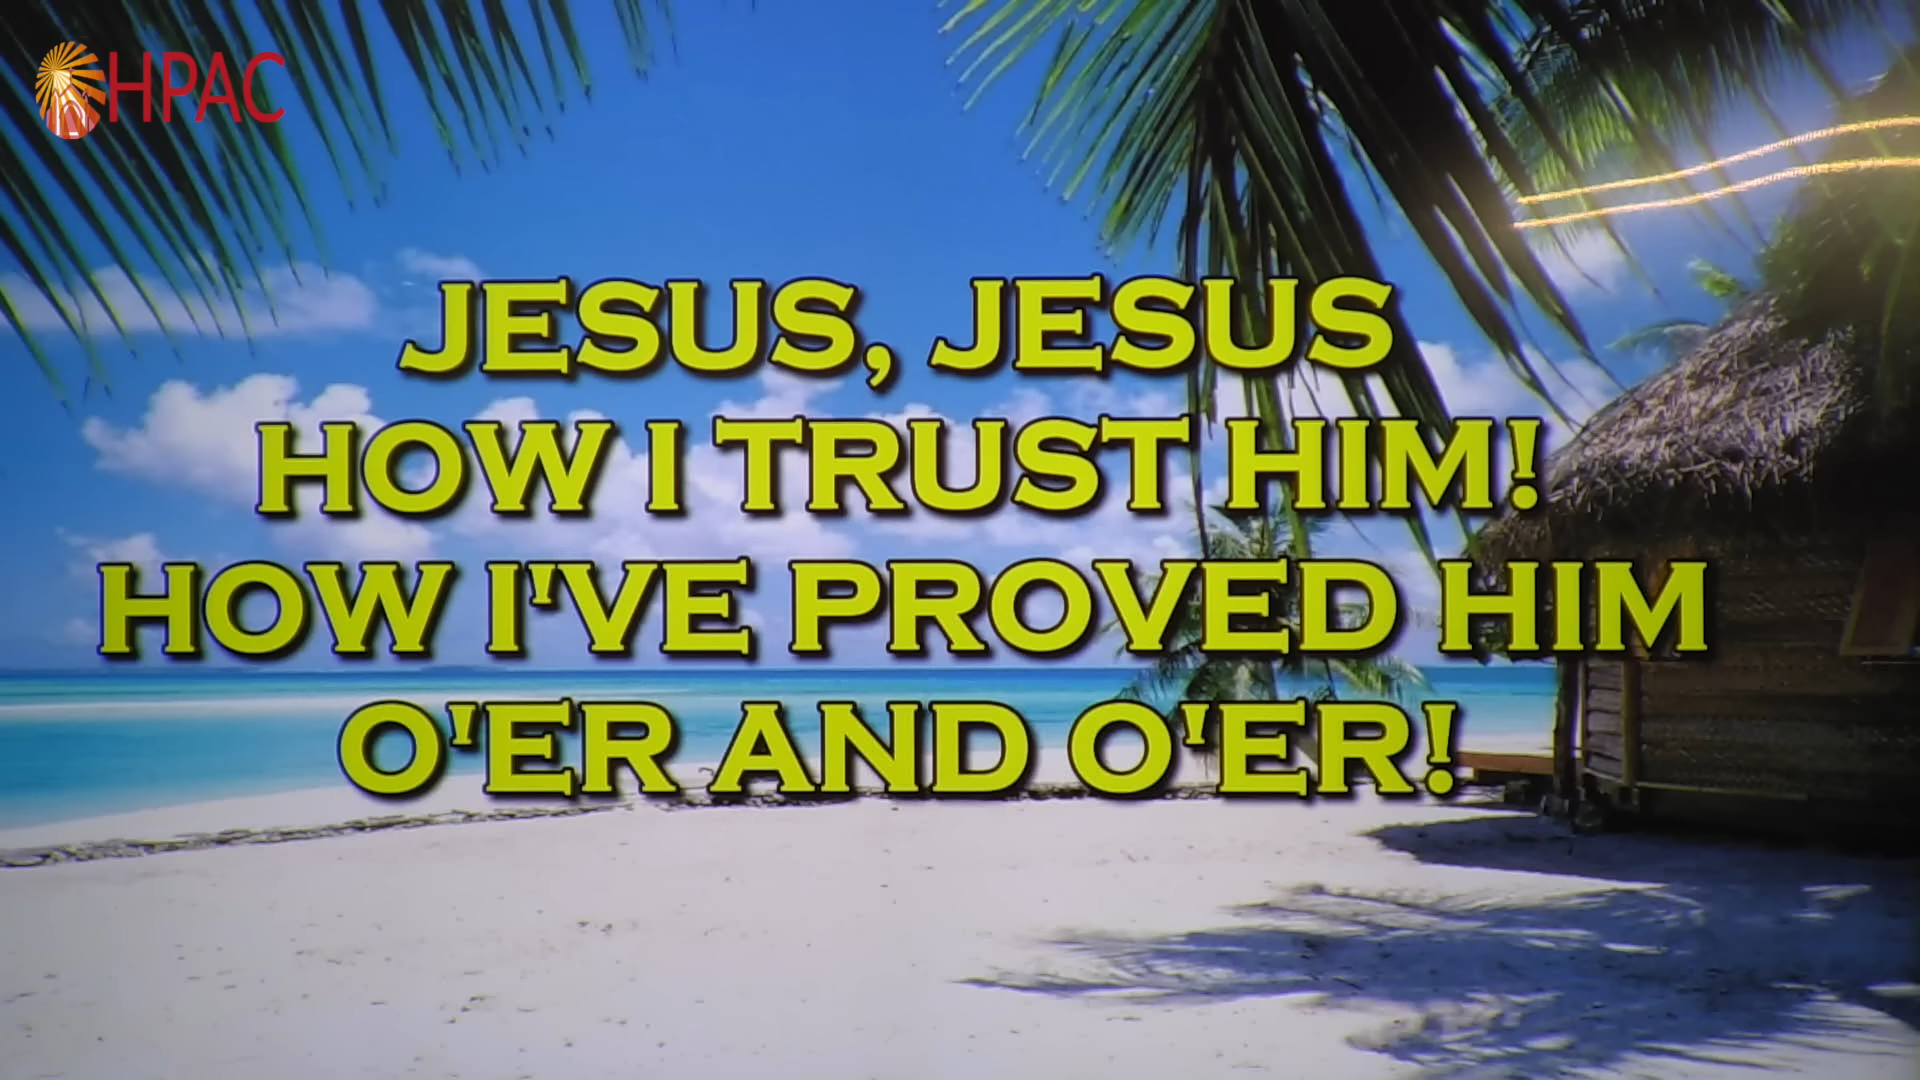 HPAC
JESUS, JESUS
HOW I TRUST HIM!
HOW I'VE PROVED HIM
O'ER AND O'ER!